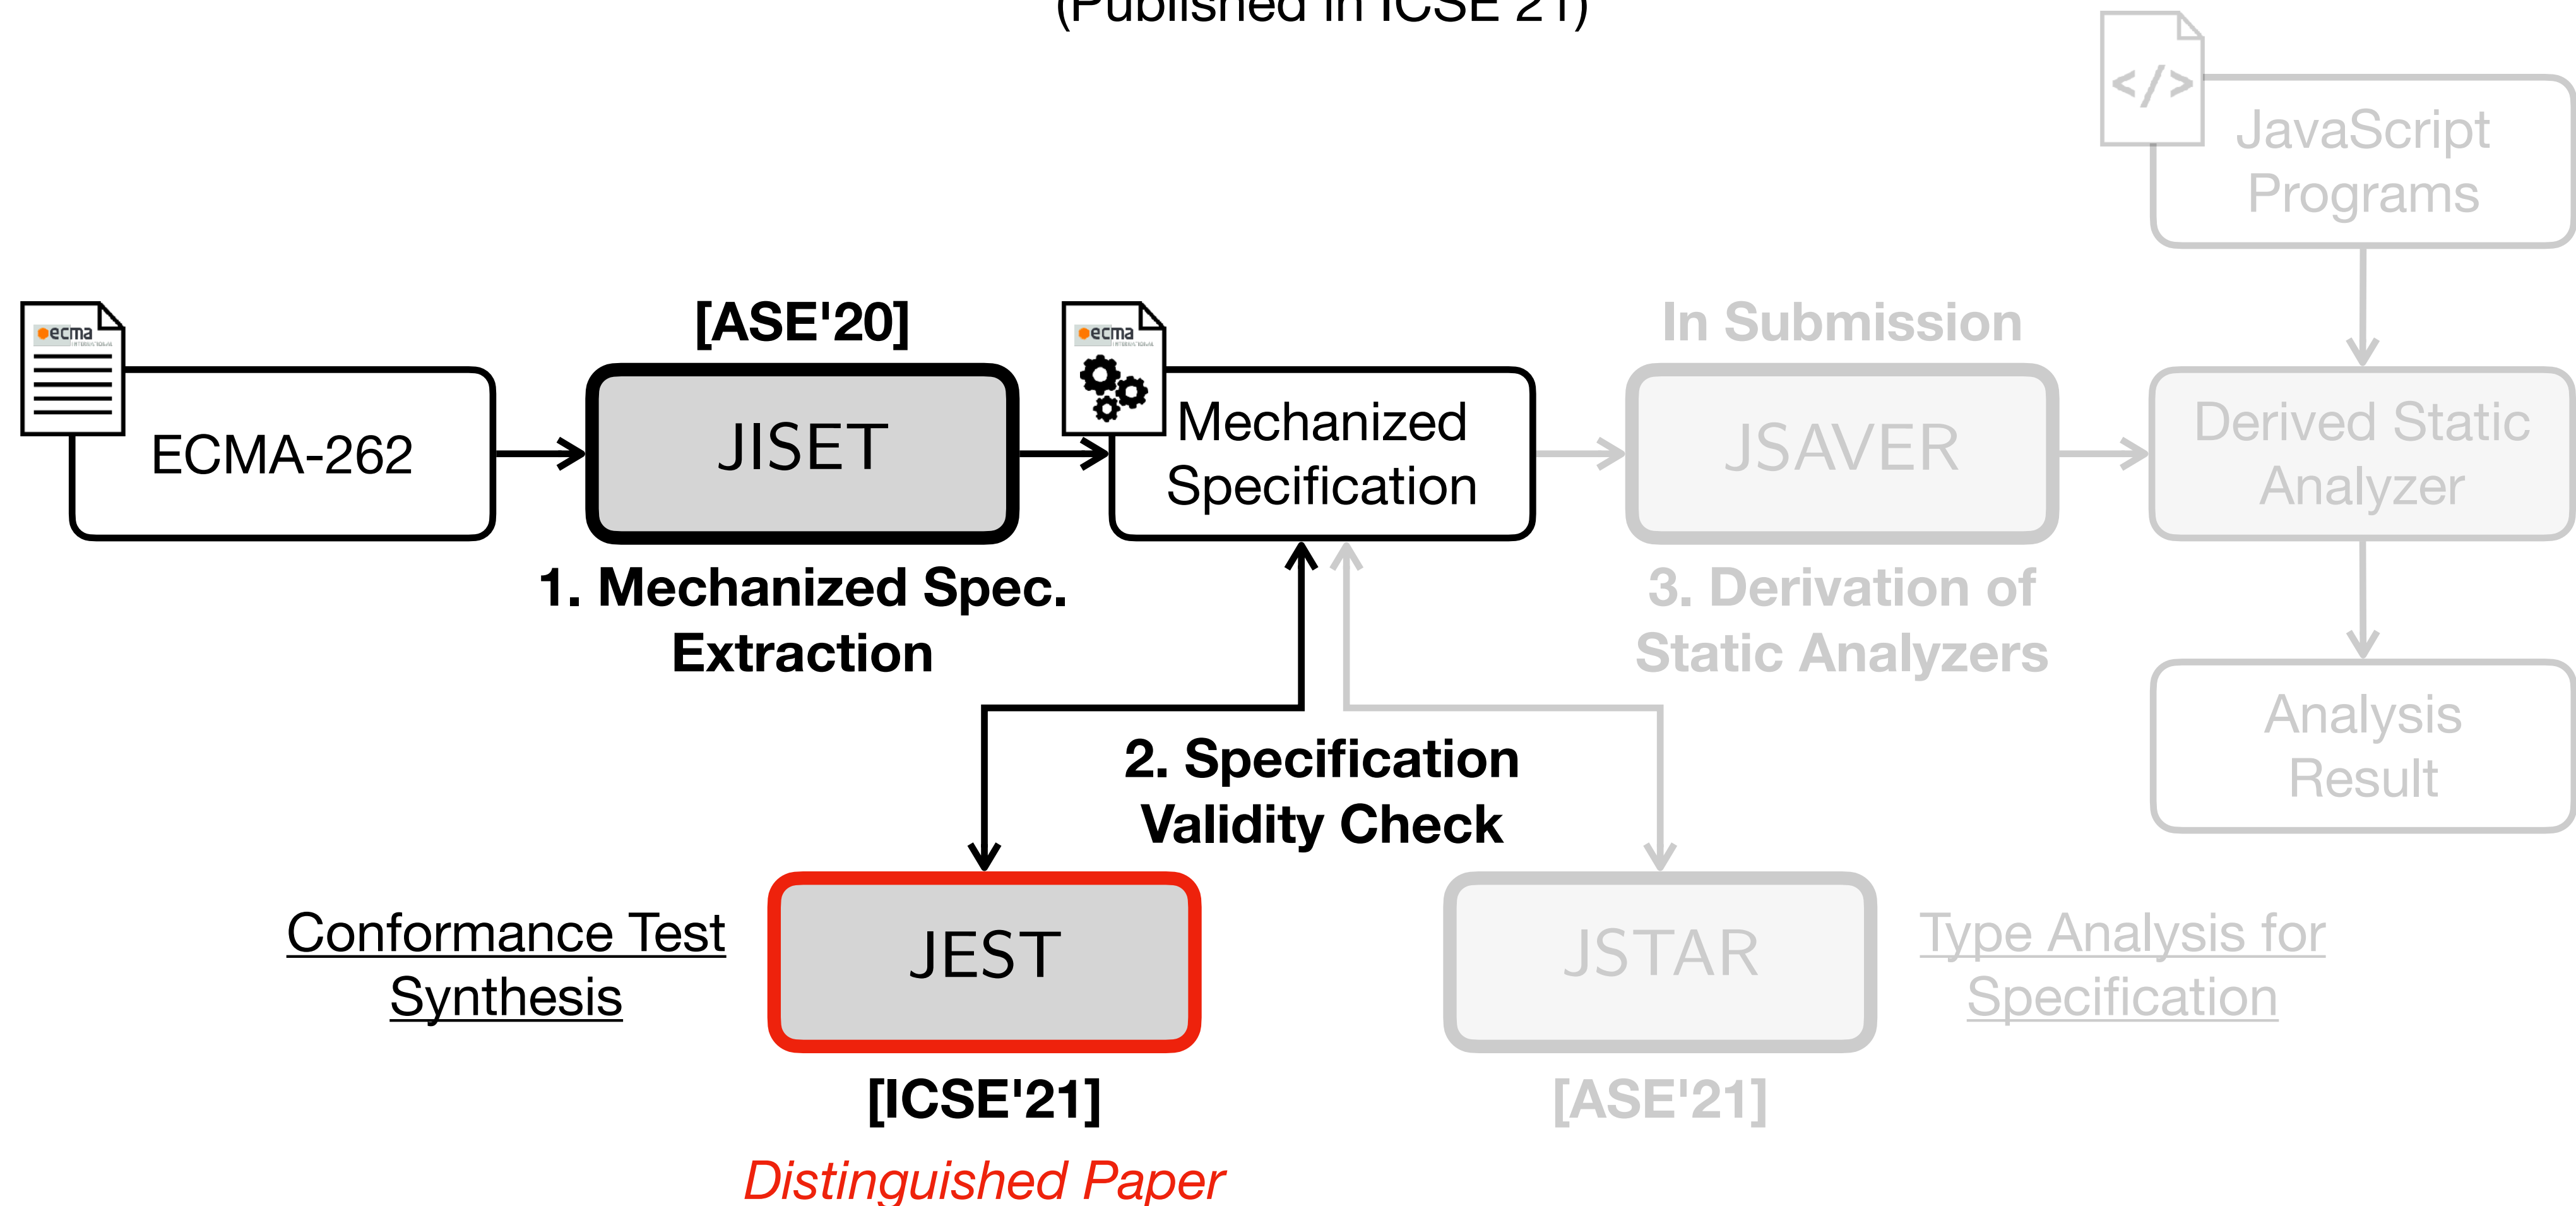 (Published in ICSE'21)
</>
JavaScript
Programs
[ASE'20]
In Submission
ecma
ecma
ECMA-262
JISET
Mechanized
Specification
JSAVER
Derived Static
Analyzer
1. Mechanized Spec.
Extraction
3. Derivation of
Static Analyzers
Analysis
Result
2. Specification
Validity Check
Conformance Test
Synthesis
JEST
JSTAR
Type Analysis for
Specification
[ICSE'21]
[ASE'21]
Distinguished Paper